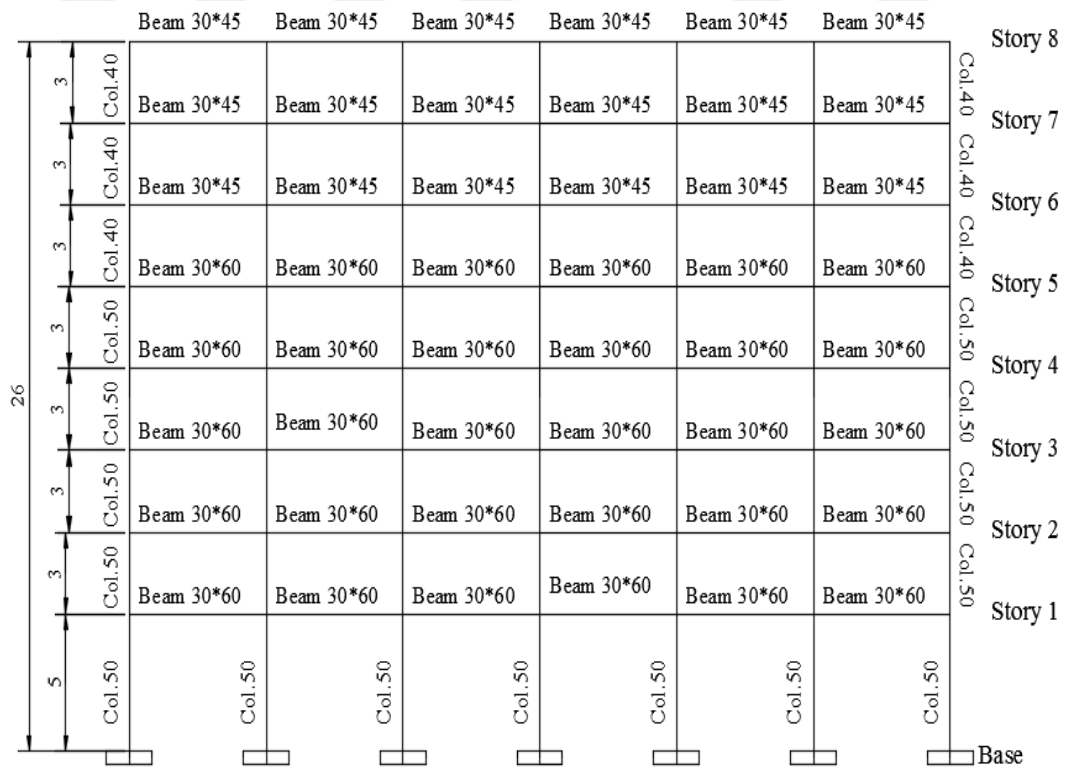 Beam 30*45 Beam 30*45 Beam 30*45 Beam 30*45 Beam 30*45 Beam 30*45
Story 8
3 Col.40 Col.40
Beam 30*45 Beam 30*45 Beam 30*45 Beam 30*45 Beam 30*45 Beam 30*45
Story 7
3 Col.40 Col.40
Beam 30*45 Beam 30*45 Beam 30*45 Beam 30*45 Beam 30*45 Beam 30*45
Story 6
3 Col.40 Col.40
Beam 30*60 Beam 30*60 Beam 30*60 Beam 30*60 Beam 30*60 Beam 30*60
Story 5
3 Col.50 Col.50
Beam 30*60 Beam 30*60 Beam 30*60 Beam 30*60 Beam 30*60 Beam 30*60
Story 4
26
3 Col.50 Col.50
Beam 30*60 Beam 30*60 Beam 30*60 Beam 30*60 Beam 30*60 Beam 30*60
Story 3
3 Col.50 Col.50
Beam 30*60 Beam 30*60 Beam 30*60 Beam 30*60 Beam 30*60 Beam 30*60
Story 2
3 Col.50 Col.50
Beam 30*60 Beam 30*60 Beam 30*60 Beam 30*60 Beam 30*60 Beam 30*60
Story 1
5 Col.50 Col.50 Col.50 Col.50 Col.50 Col.50 Col.50
Base